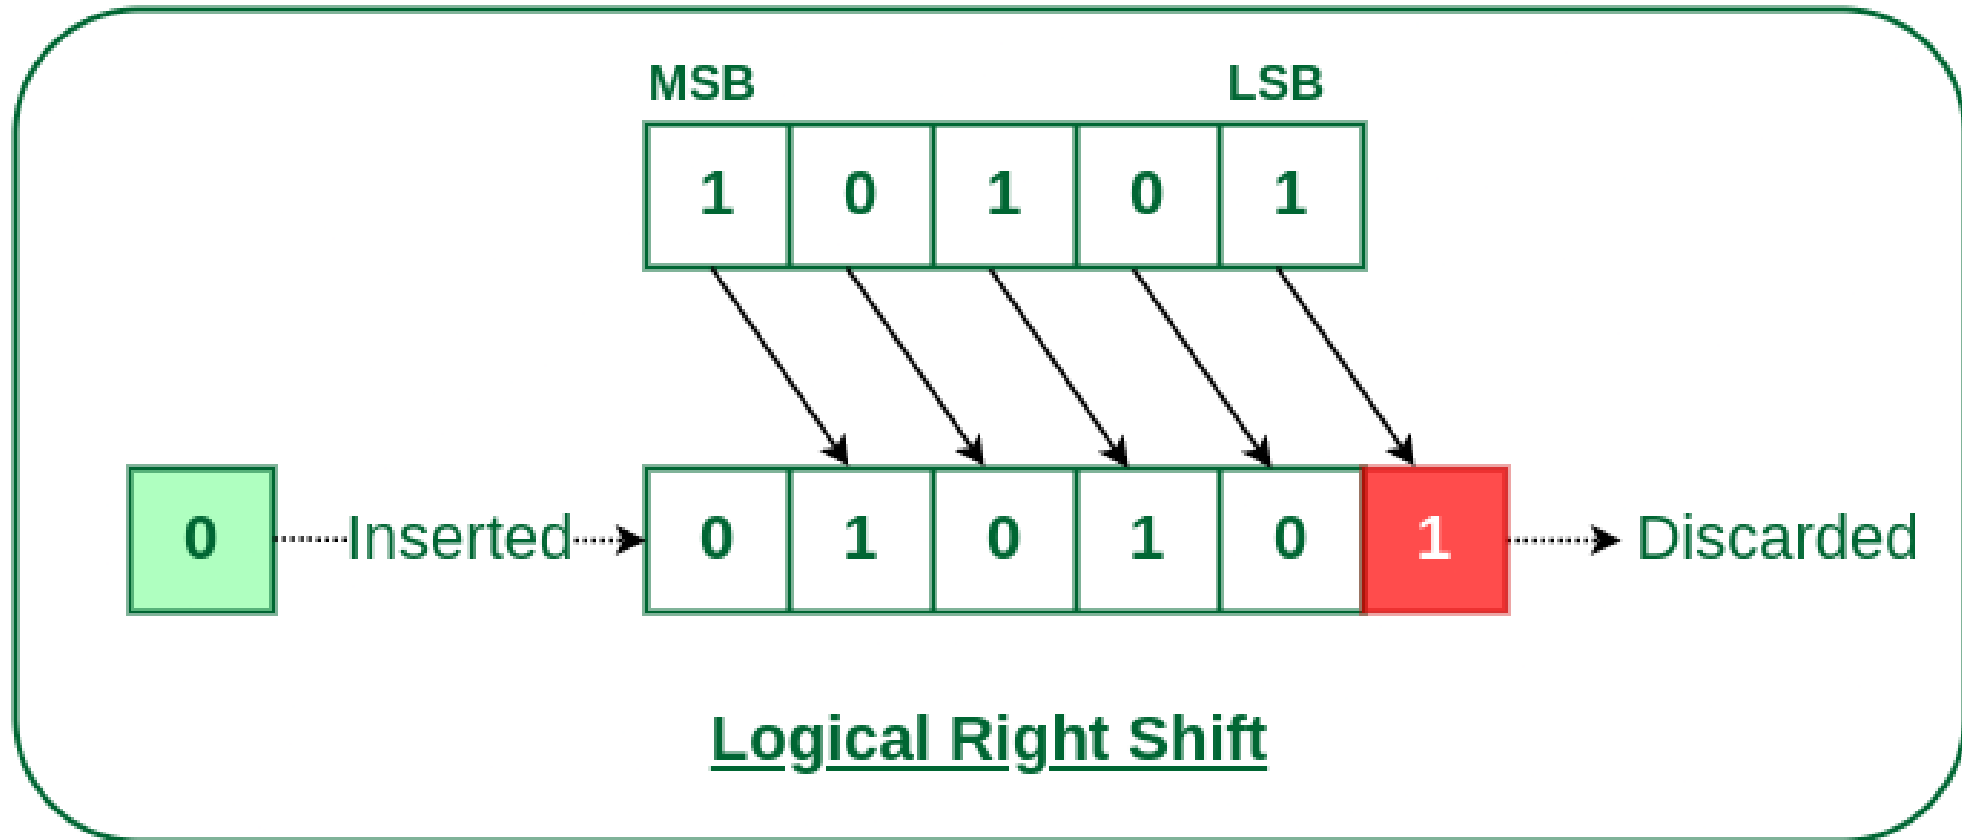 MSB LSB
1 0 1 0 1
0 Inserted 0 1 0 1 0 1 Discarded
Logical Right Shift